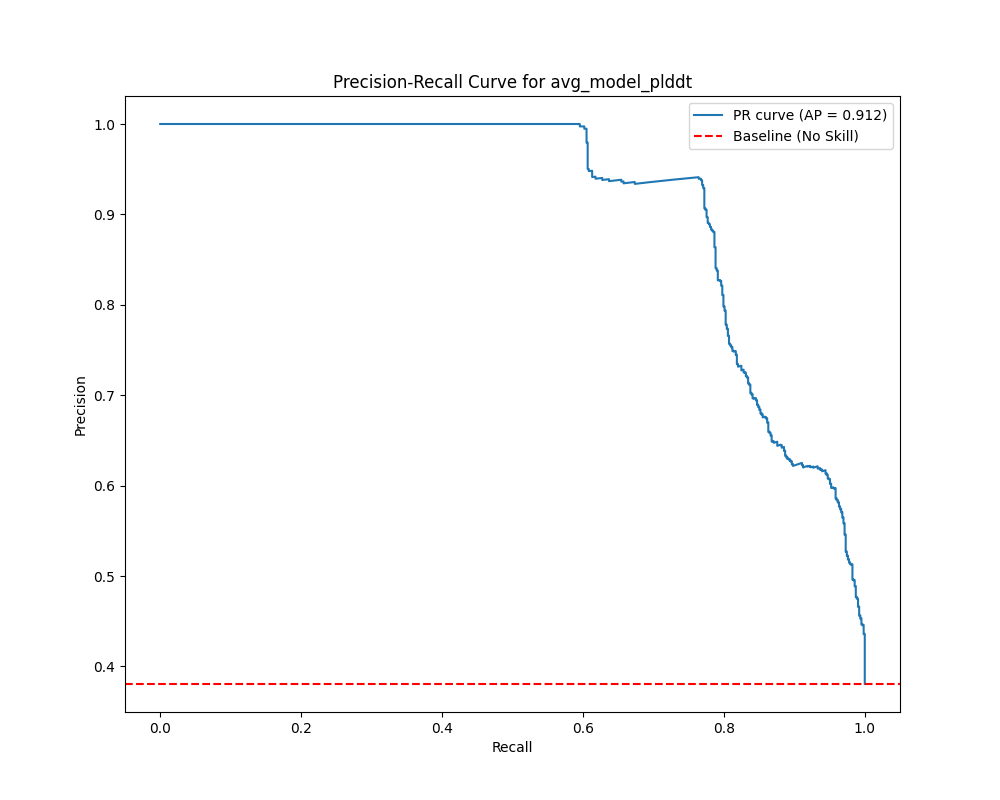 Precision-Recall Curve for avg_model_plddt
PR curve (AP = 0.912)
Baseline (No Skill)
1.0
0.9
0.8
0.7
0.6
0.5
0.4
Precision
0.0 0.2 0.4 0.6 0.8 1.0
Recall